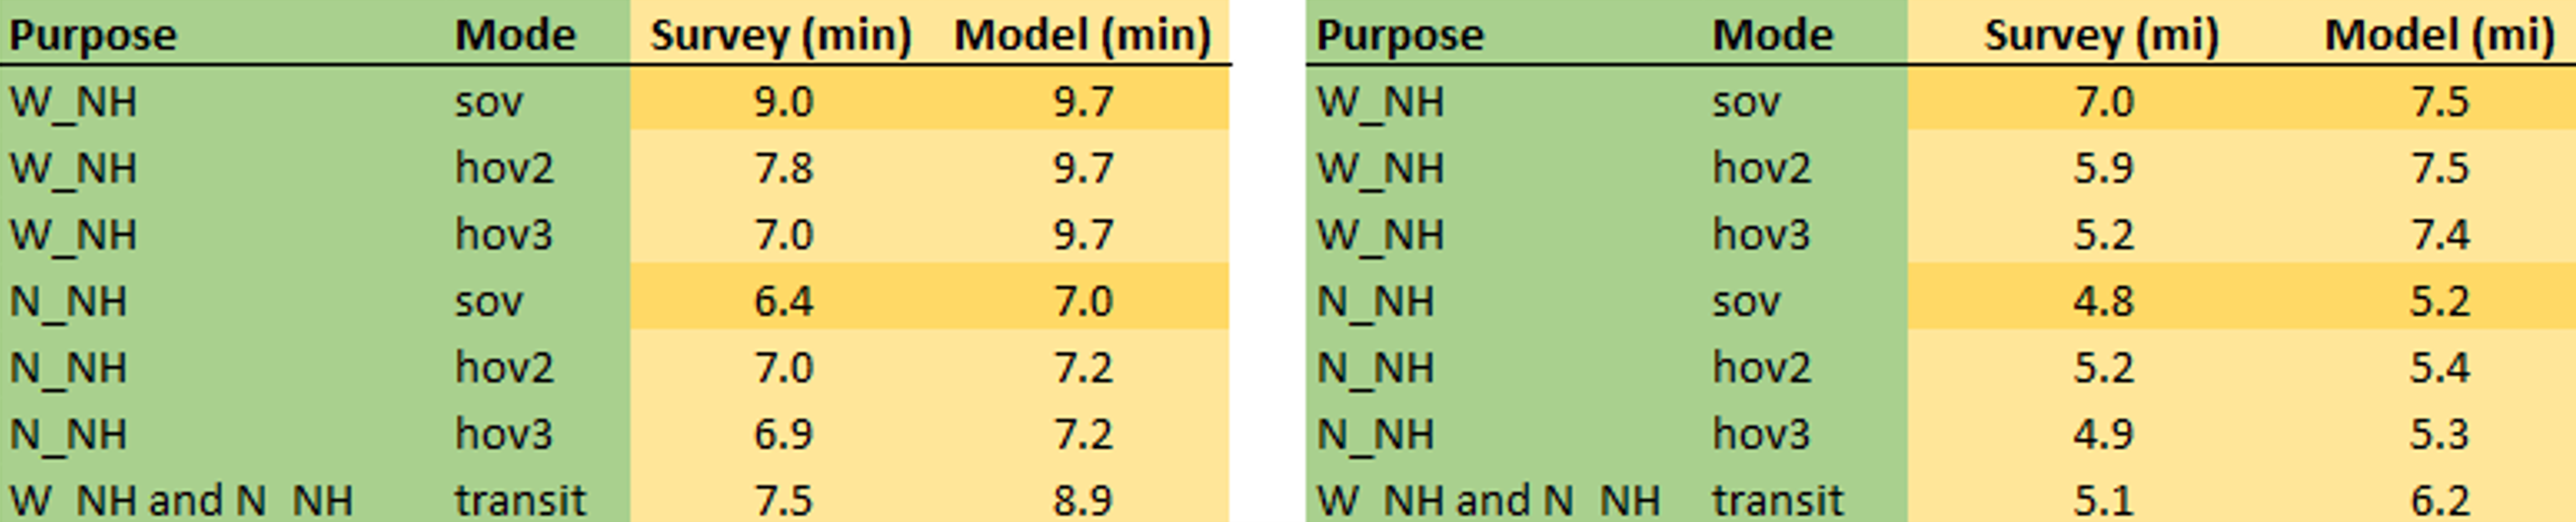 Purpose Mode Survey (min) Model (min) Purpose Mode Survey (mi) Model (mi)
W_NH sov 9.0 9.7 W_NH sov 7.0 7.5
W_NH hov2 7.8 9.7 W_NH hov2 5.9 7.5
W_NH hov3 7.0 9.7 W_NH hov3 5.2 7.4
N_NH sov 6.4 7.0 N_NH sov 4.8 5.2
N_NH hov2 7.0 7.2 N_NH hov2 5.2 5.4
N_NH hov3 6.9 7.2 N_NH hov3 4.9 5.3
W_NH and N_NH transit 7.5 8.9 W_NH and N_NH transit 5.1 6.2